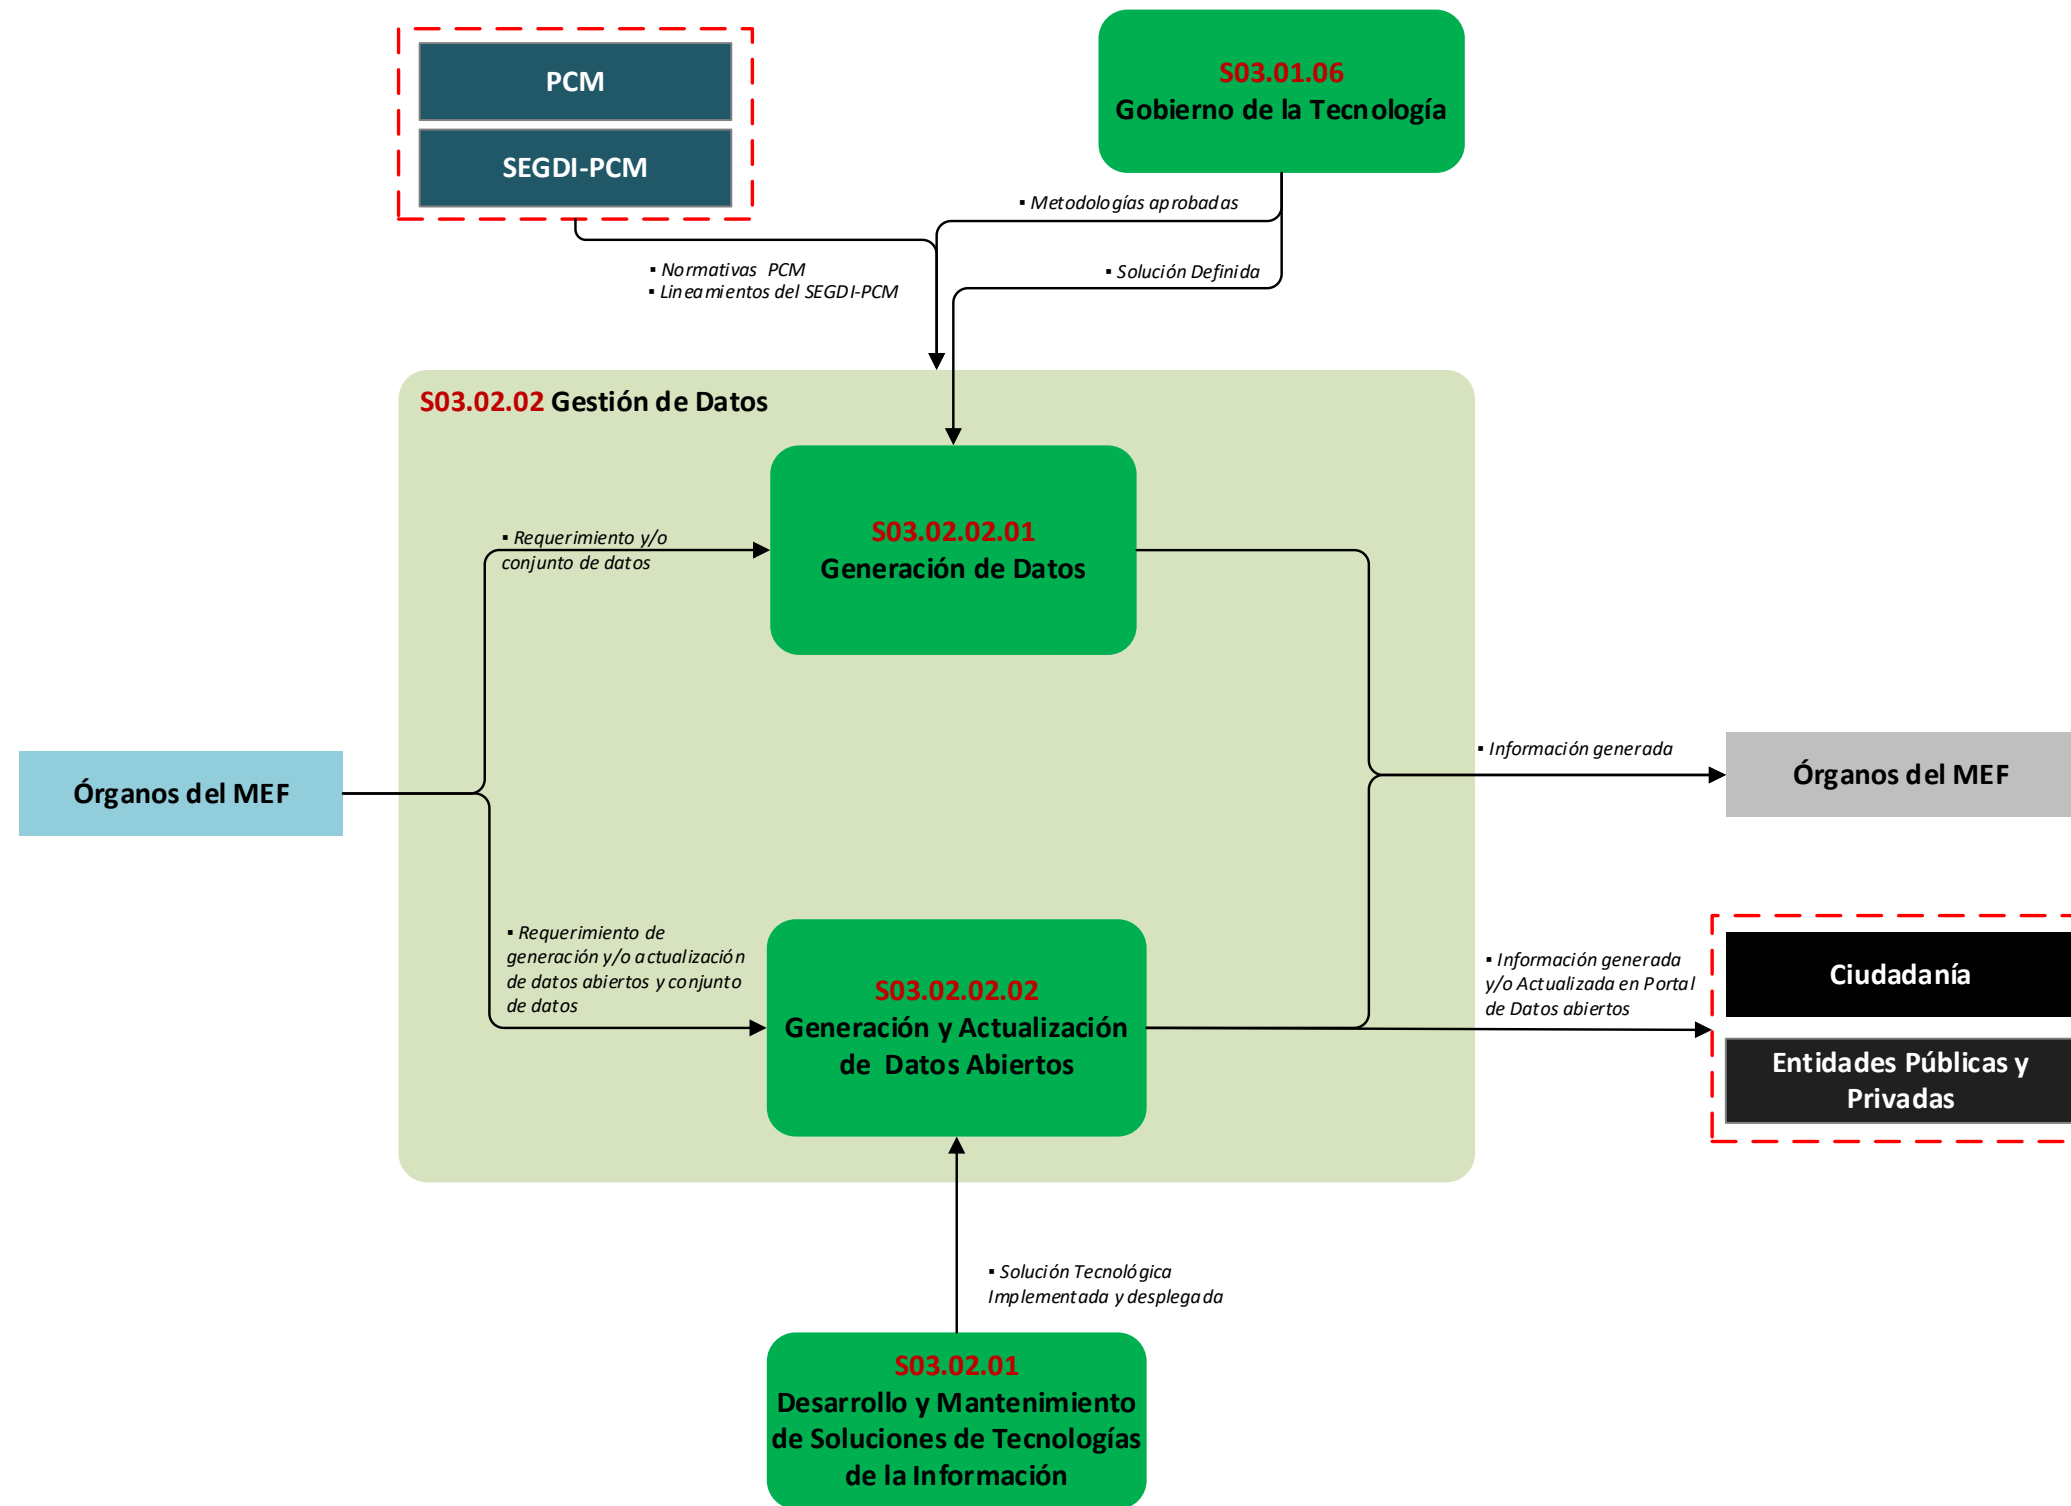 PCM
SEGDI-PCM
S03.01.06
Gobierno de la Tecnología
▪ Metodologías aprobadas
▪ Normativas PCM
▪ Lineamientos del SEGDI-PCM
▪ Solución Definida
S03.02.02 Gestión de Datos
▪ Requerimiento y/o
conjunto de datos
S03.02.02.01
Generación de Datos
Órganos del MEF
▪ Información generada
Órganos del MEF
▪ Requerimiento de
generación y/o actualización
de datos abiertos y conjunto
de datos
S03.02.02.02
Generación y Actualización
de Datos Abiertos
▪ Información generada
y/o Actualizada en Portal
de Datos abiertos
Ciudadanía
Entidades Públicas y
Privadas
▪ Solución Tecnológica
Implementada y desplegada
S03.02.01
Desarrollo y Mantenimiento
de Soluciones de Tecnologías
de la Información